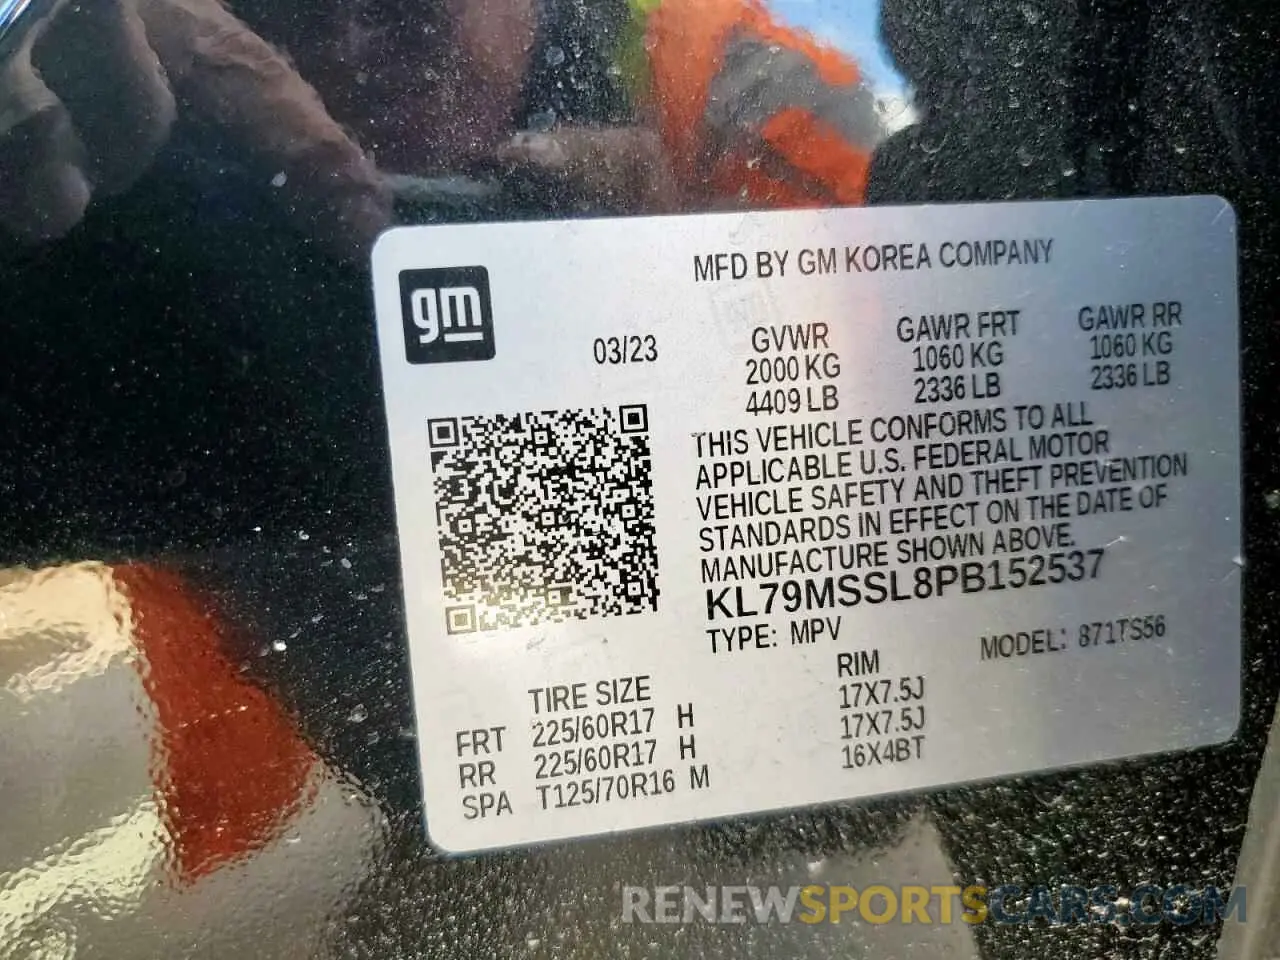 gm
MFD BY GM KOREA COMPANY
03/23
GVWR GAWR FRT GAWR RR
2000 KG 1060 KG 1060 KG
4409 LB 2336 LB 2336 LB
THIS VEHICLE CONFORMS TO ALL
APPLICABLE U.S. FEDERAL MOTOR
VEHICLE SAFETY AND THEFT PREVENTION
STANDARDS IN EFFECT ON THE DATE OF
MANUFACTURE SHOWN ABOVE.
KL79MSSL8PB152537
TYPE: MPV MODEL: 871TS56
TIRE SIZE RIM
FRT 225/60R17 H 17X7.5J
RR 225/60R17 H 17X7.5J
SPA T125/70R16 M 16X4BT
RENEWSPORTSCARS.COM